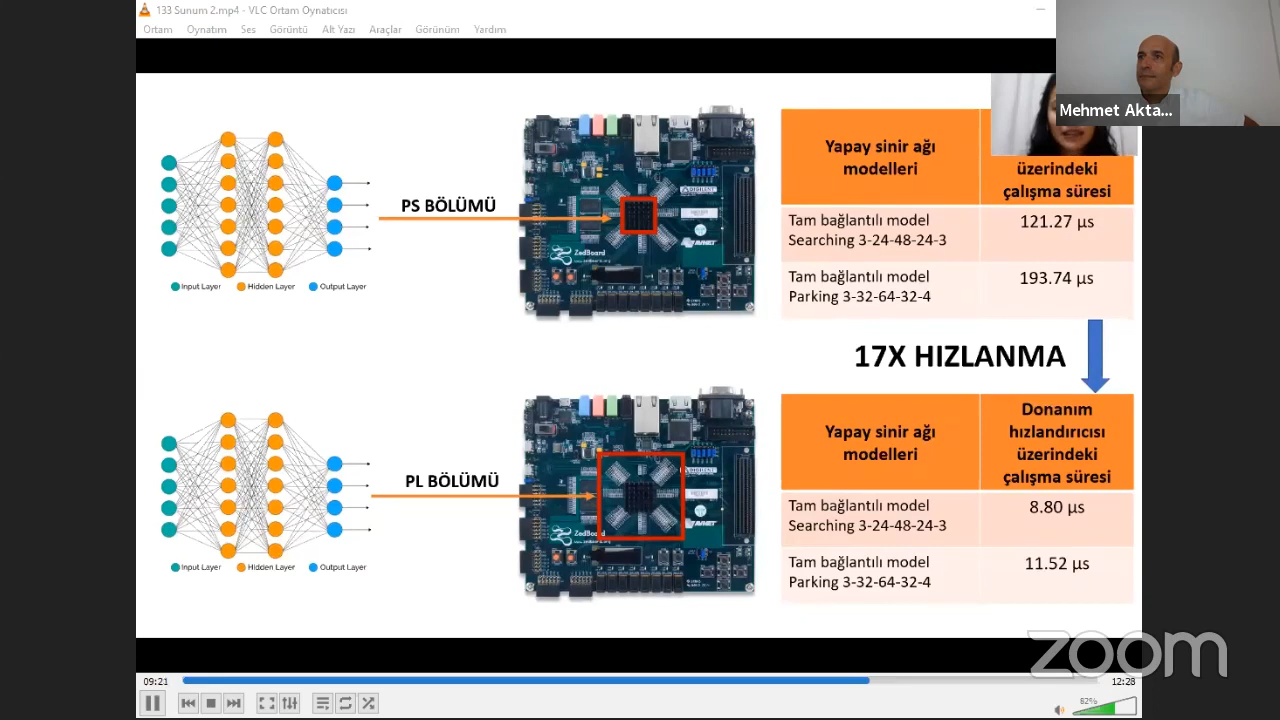 133 Sunum 2.mp4 - VLC Ortam Oynatıcısı
Ortam Oynatım Ses Görüntü Alt Yazı Araçlar Görünüm Yardım
Mehmet Akta...
PS BÖLÜMÜ
Input Layer Hidden Layer Output Layer
ZedBoard
AVNET
Yapay sinir ağı
modelleri
üzerindeki
çalışma süresi
Tam bağlantılı model
Searching 3-24-48-24-3
121.27 µs
Tam bağlantılı model
Parking 3-32-64-32-4
193.74 µs
17X HIZLANMA
PL BÖLÜMÜ
Input Layer Hidden Layer Output Layer
ZedBoard
AVNET
Yapay sinir ağı
modelleri
Donanım
hızlandırıcısı
üzerindeki
çalışma süresi
Tam bağlantılı model
Searching 3-24-48-24-3
8.80 µs
Tam bağlantılı model
Parking 3-32-64-32-4
11.52 µs
zoom
09:21
12:28
82%